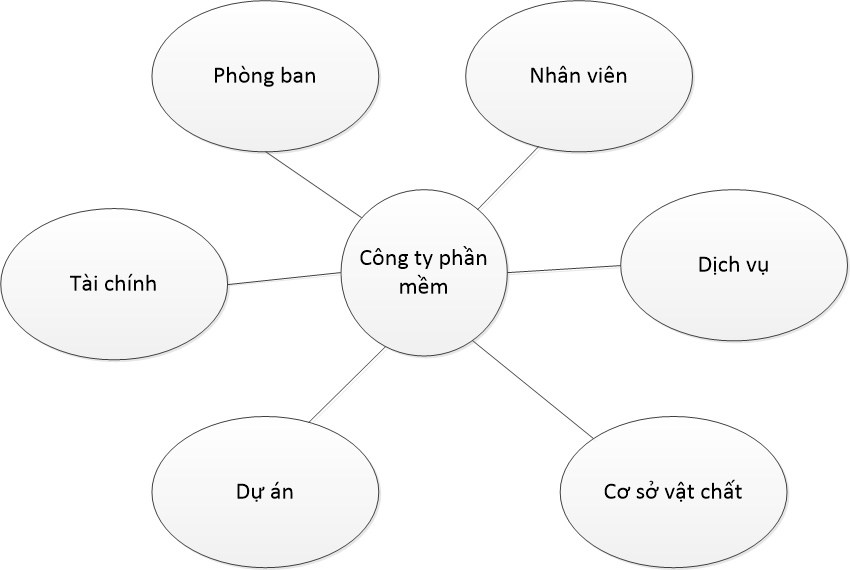 Phòng ban
Nhân viên
Công ty phần
mềm
Dịch vụ
Tài chính
Dự án
Cơ sở vật chất